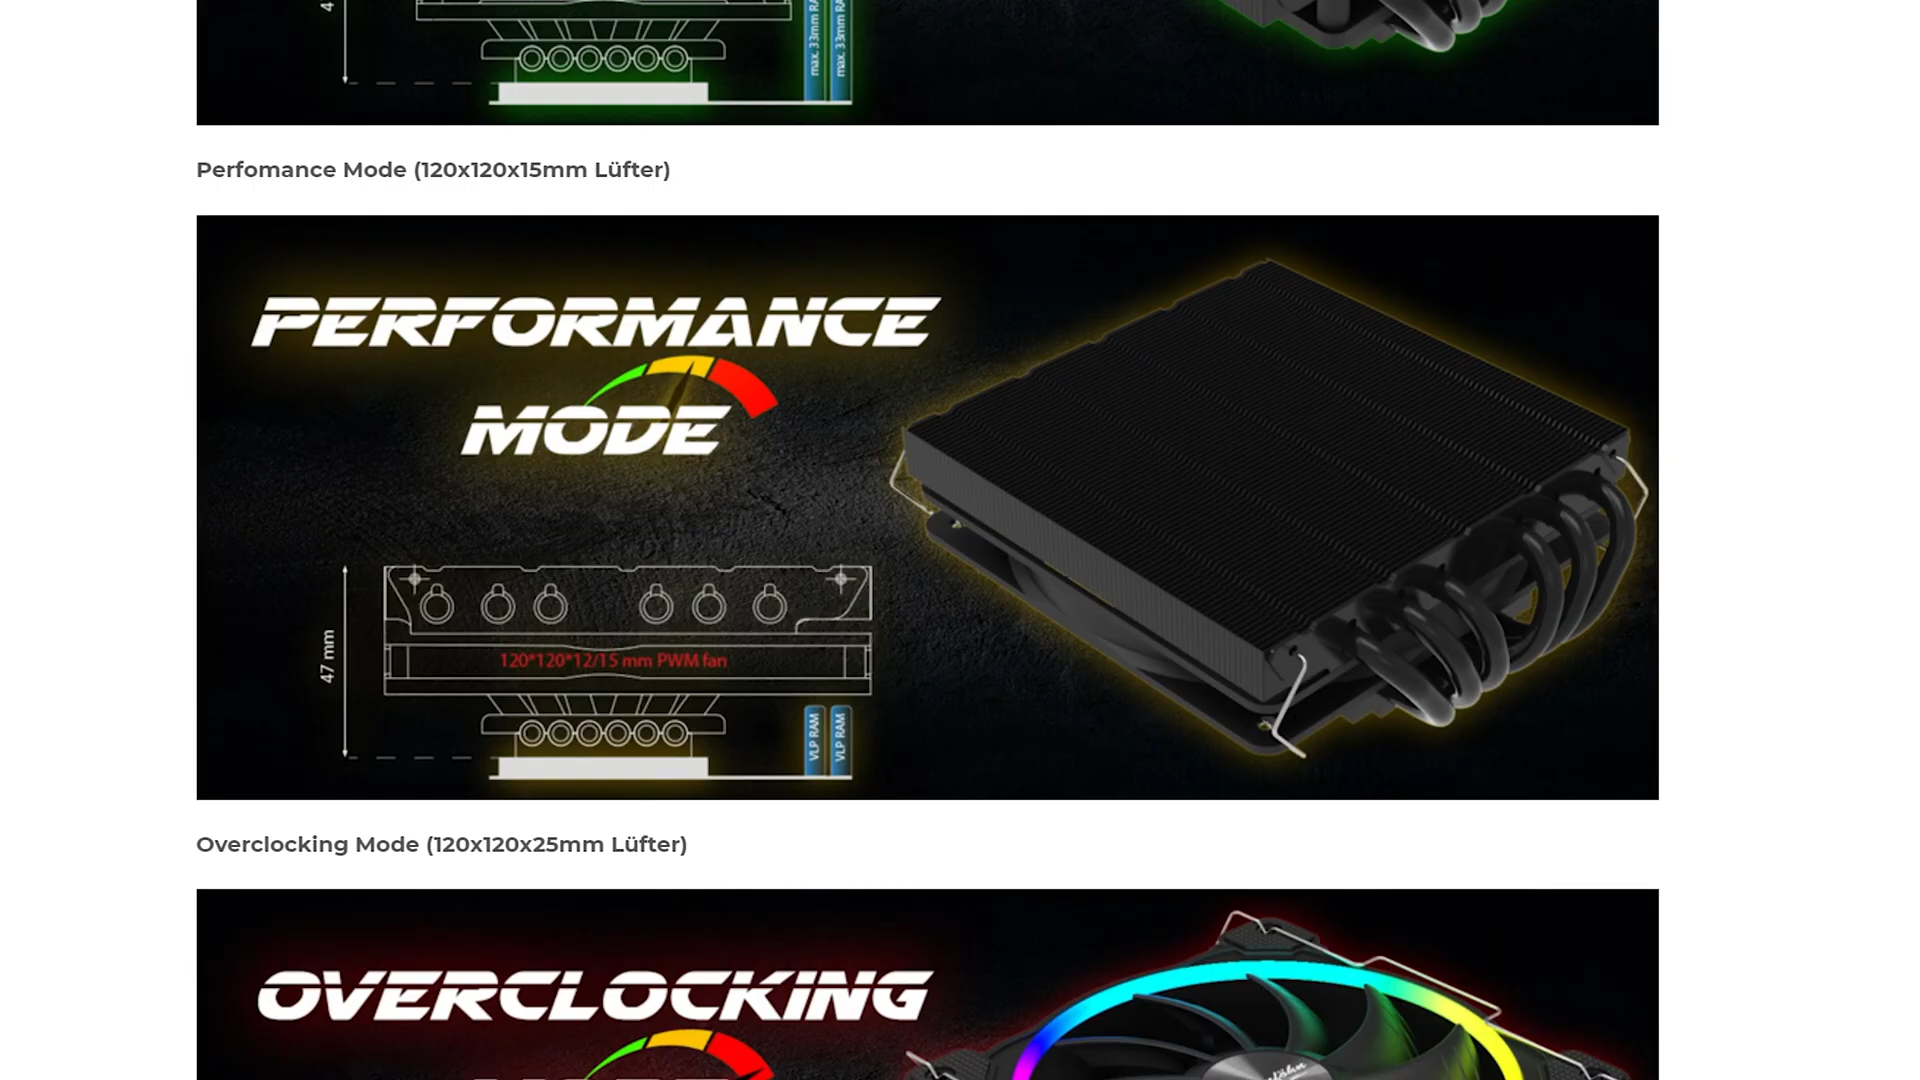 max. 33mm RA
max. 33mm RA
Perfomance Mode (120x120x15mm Lüfter)
PERFORMANCE
MODE
47 mm
120*120*12/15 mm PWM fan
VLP RAM
VLP RAM
Overclocking Mode (120x120x25mm Lüfter)
OVERCLOCKING